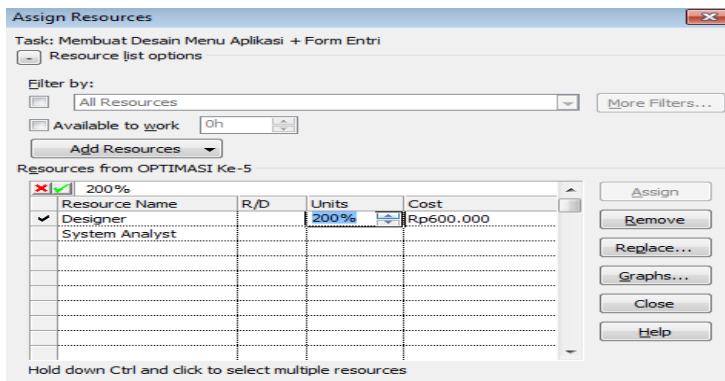 Assign Resources
Task: Membuat Desain Menu Aplikasi + Form Entri
Resource list options
Filter by:
All Resources
More Filters...
Available to work 0h
Add Resources
Resources from OPTIMASI Ke-5
200%
Assign
Resource Name R/D Units Cost
Designer 200% Rp600.000
Remove
System Analyst
Replace...
Graphs...
Close
Help
Hold down Ctrl and click to select multiple resources